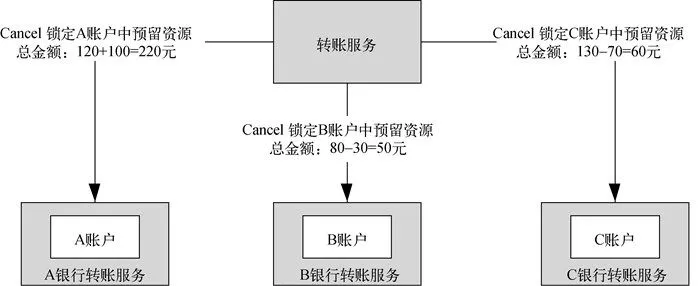 Cancel 锁定A账户中预留资源
总金额：120+100=220元
转账服务
Cancel 锁定C账户中预留资源
总金额：130–70=60元
Cancel 锁定B账户中预留资源
总金额：80–30=50元
A账户
A银行转账服务
B账户
B银行转账服务
C账户
C银行转账服务